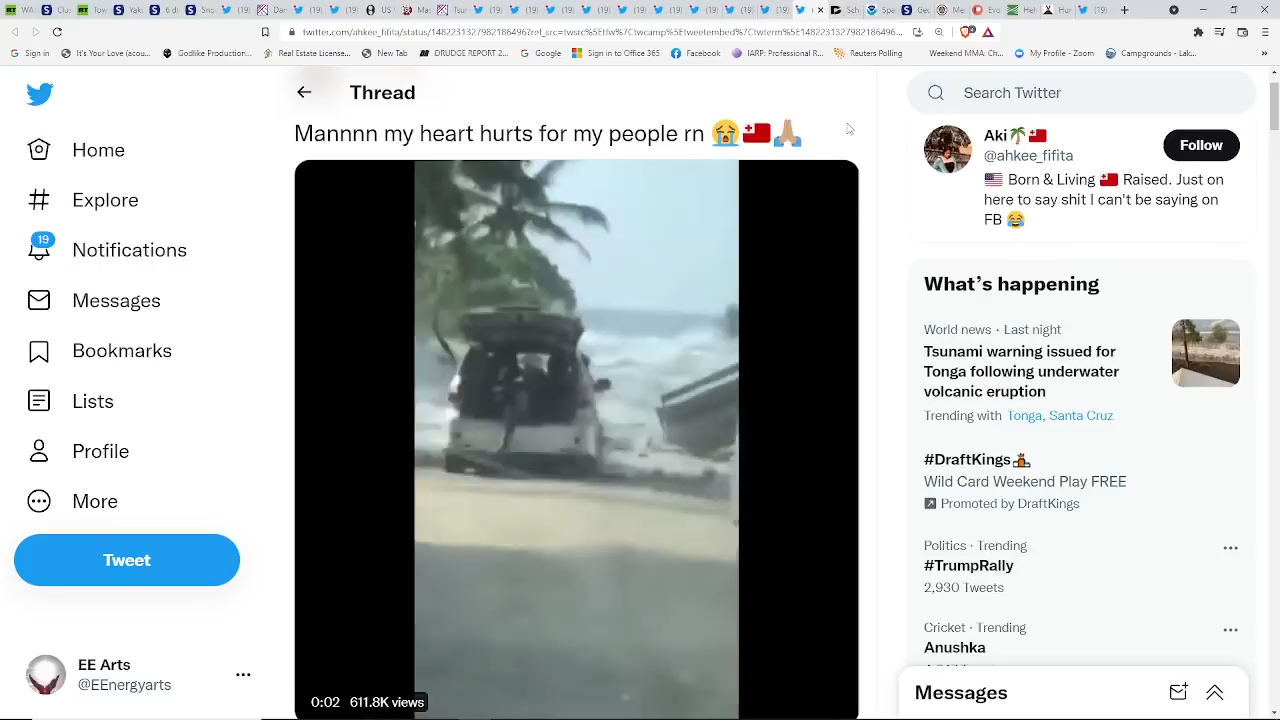 twitter.com/ahkee_fifita/status/1482231327982186496?ref_src=twsrc%5Etfw%7Ctwcamp%5Etweetembed%7Ctwterm%5E1482231327982186496...
Sign in
It's Your (Love) (scou...
Godlike Production...
Real Estate License...
New Tab
DRUDGE REPORT 2...
Google
Sign in to Office 365
Facebook
IARP: Professional R...
Reuters Polling
Weekend MMA: Ch...
My Profile - Zoom
Campgrounds - Lak...
Thread
Search Twitter
Mannnn my heart hurts for my people rn 😭🇹🇴🙏🏽
Home
Explore
19
Notifications
Messages
Bookmarks
Lists
Profile
More
Tweet
EE Arts
@EEnergyarts
0:02 611.8K views
Aki🌴🇹🇴
@ahkee_fifita
Follow
🇺🇸 Born & Living 🇹🇴 Raised. Just on
here to say shit I can't be saying on
FB 😂
What's happening
World news · Last night
Tsunami warning issued for
Tonga following underwater
volcanic eruption
Trending with Tonga, Santa Cruz
#DraftKings
Wild Card Weekend Play FREE
Promoted by DraftKings
Politics · Trending
#TrumpRally
2,930 Tweets
Cricket · Trending
Anushka
Messages